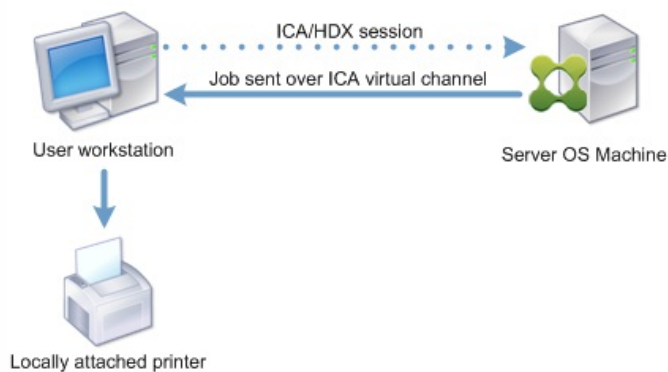 ICA/HDX session
Job sent over ICA virtual channel
User workstation
Server OS Machine
Locally attached printer